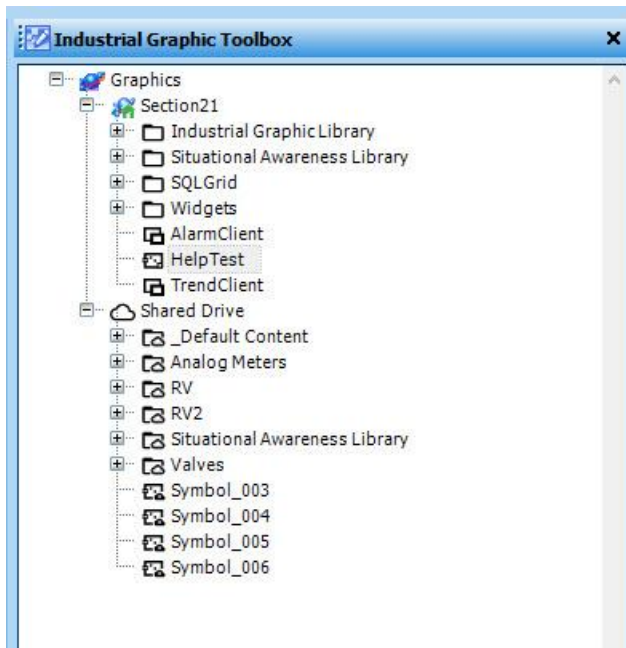 Industrial Graphic Toolbox
Graphics
Section21
Industrial Graphic Library
Situational Awareness Library
SQLGrid
Widgets
AlarmClient
HelpTest
TrendClient
Shared Drive
_Default Content
Analog Meters
RV
RV2
Situational Awareness Library
Valves
Symbol_003
Symbol_004
Symbol_005
Symbol_006